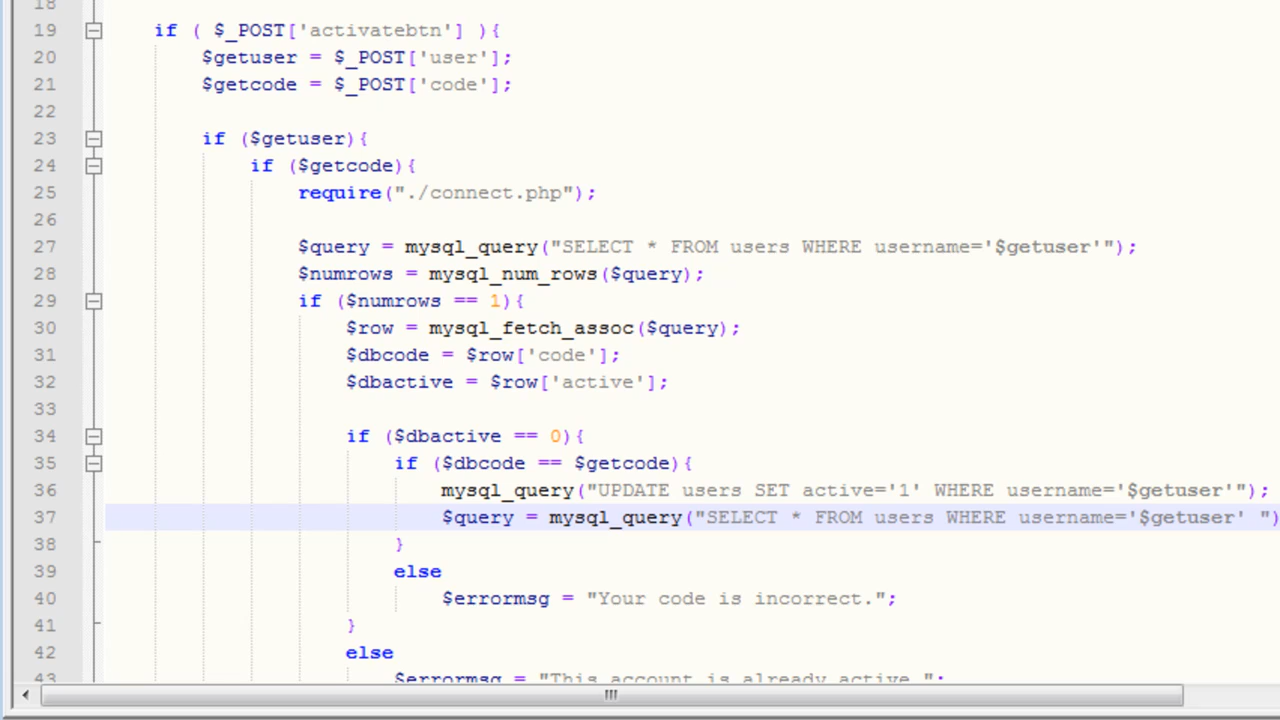 18
19 if ( $_POST['activatebtn'] ){
20 $getuser = $_POST['user'];
21 $getcode = $_POST['code'];
22
23 if ($getuser){
24 if ($getcode){
25 require("./connect.php");
26
27 $query = mysql_query("SELECT * FROM users WHERE username='$getuser'");
28 $numrows = mysql_num_rows($query);
29 if ($numrows == 1){
30 $row = mysql_fetch_assoc($query);
31 $dbcode = $row['code'];
32 $dbactive = $row['active'];
33
34 if ($dbactive == 0){
35 if ($dbcode == $getcode){
36 mysql_query("UPDATE users SET active='1' WHERE username='$getuser'");
37 $query = mysql_query("SELECT * FROM users WHERE username='$getuser' ")
38 }
39 else
40 $errormsg = "Your code is incorrect.";
41 }
42 else
43 $errormsg = "This account is already active.";